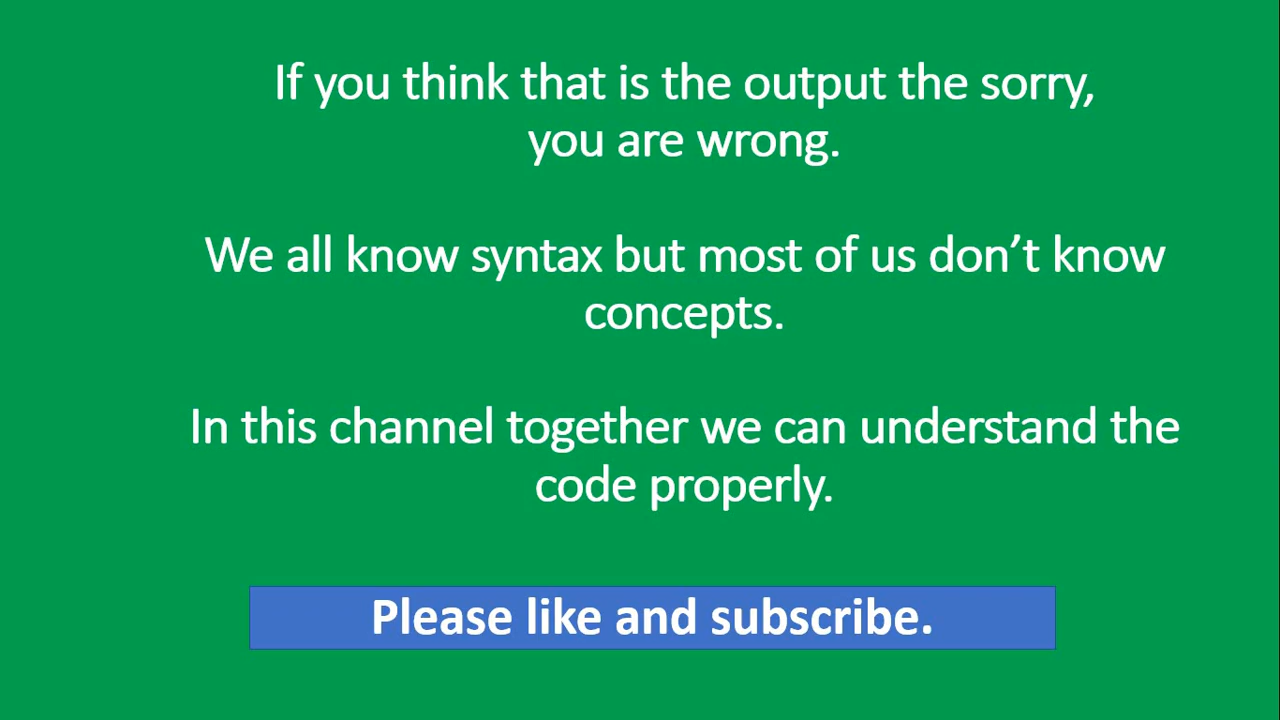 If you think that is the output the sorry,
you are wrong.
We all know syntax but most of us don’t know
concepts.
In this channel together we can understand the
code properly.
Please like and subscribe.